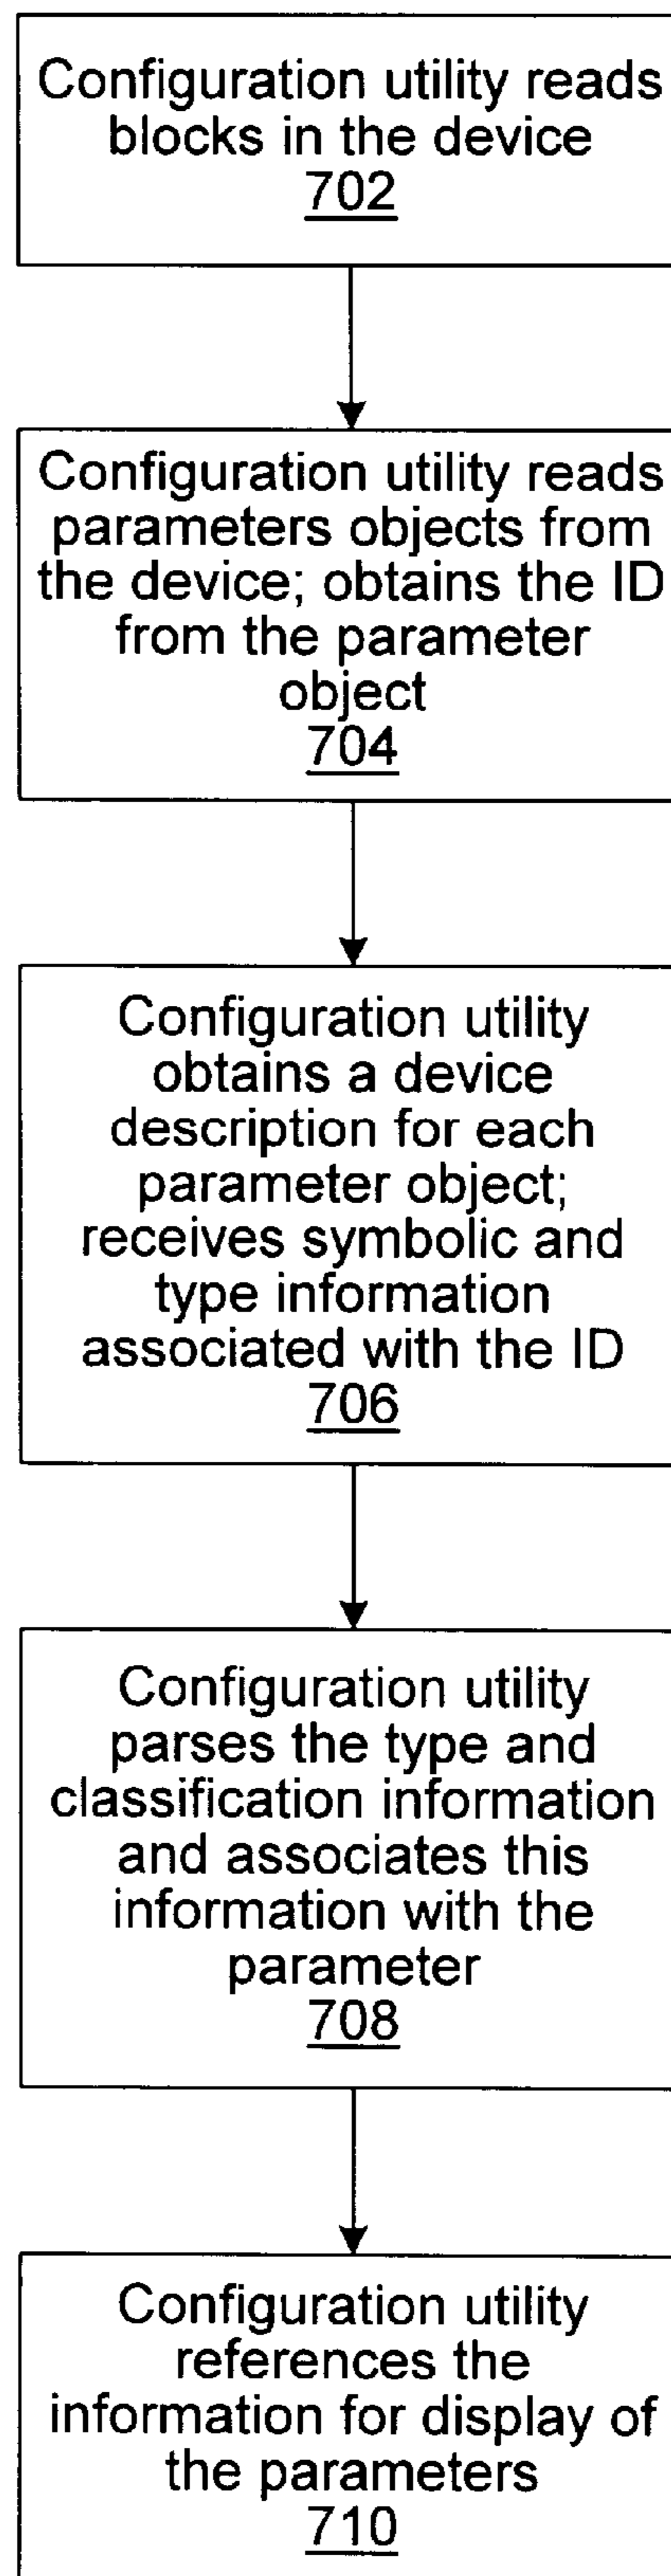 Configuration utility reads
blocks in the device
702
Configuration utility reads
parameters objects from
the device; obtains the ID
from the parameter
object
704
Configuration utility
obtains a device
description for each
parameter object;
receives symbolic and
type information
associated with the ID
706
Configuration utility
parses the type and
classification information
and associates this
information with the
parameter
708
Configuration utility
references the
information for display of
the parameters
710